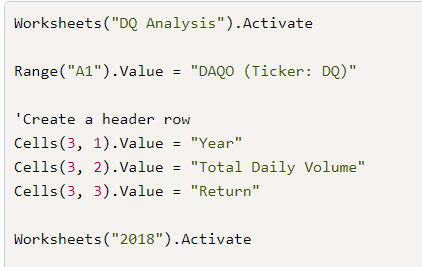 Worksheets("DQ Analysis").Activate
Range("A1").Value = "DAQO (Ticker: DQ)"
'Create a header row
Cells(3, 1).Value = "Year"
Cells(3, 2).Value = "Total Daily Volume"
Cells(3, 3).Value = "Return"
Worksheets("2018").Activate